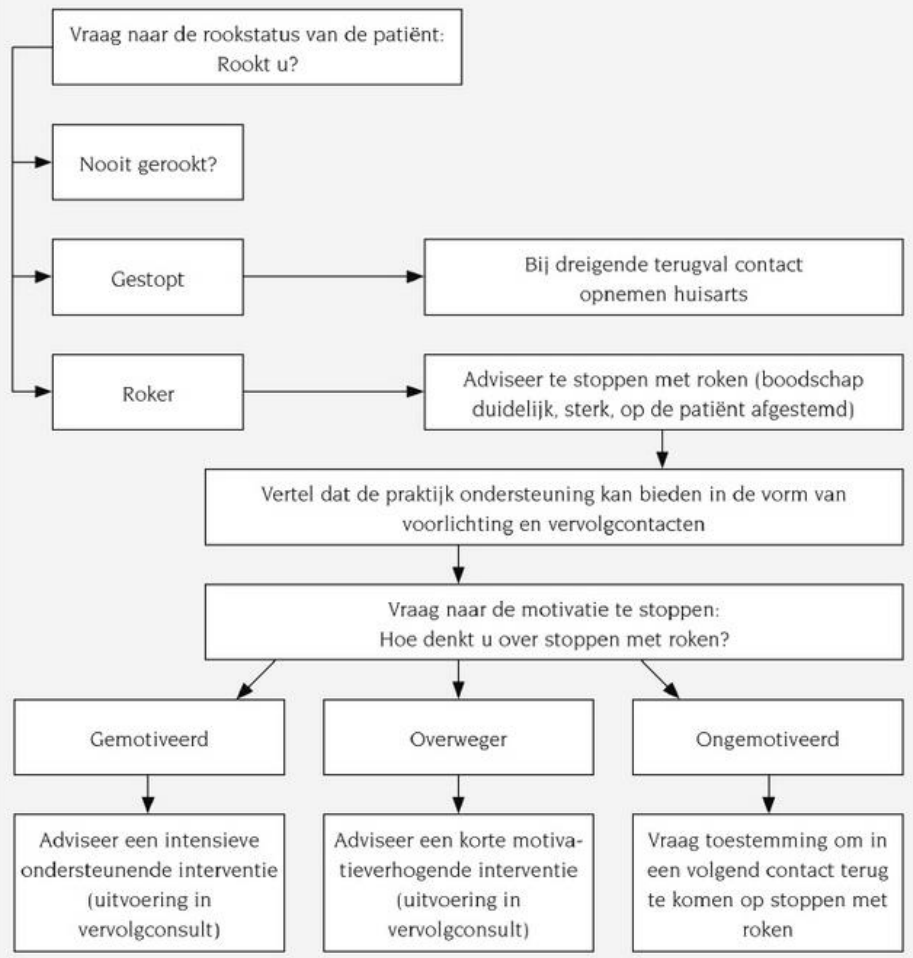 Vraag naar de rookstatus van de patiënt:
Rookt u?
Nooit gerookt?
Gestopt
Bij dreigende terugval contact
opnemen huisarts
Roker
Adviseer te stoppen met roken (boodschap
duidelijk, sterk, op de patiënt afgestemd)
Vertel dat de praktijk ondersteuning kan bieden in de vorm van
voorlichting en vervolgcontacten
Vraag naar de motivatie te stoppen:
Hoe denkt u over stoppen met roken?
Gemotiveerd
Overweger
Ongemotiveerd
Adviseer een intensieve
ondersteunende interventie
(uitvoering in
vervolgconsult)
Adviseer een korte motiva-
tieverhogende interventie
(uitvoering in
vervolgconsult)
Vraag toestemming om in
een volgend contact terug
te komen op stoppen met
roken